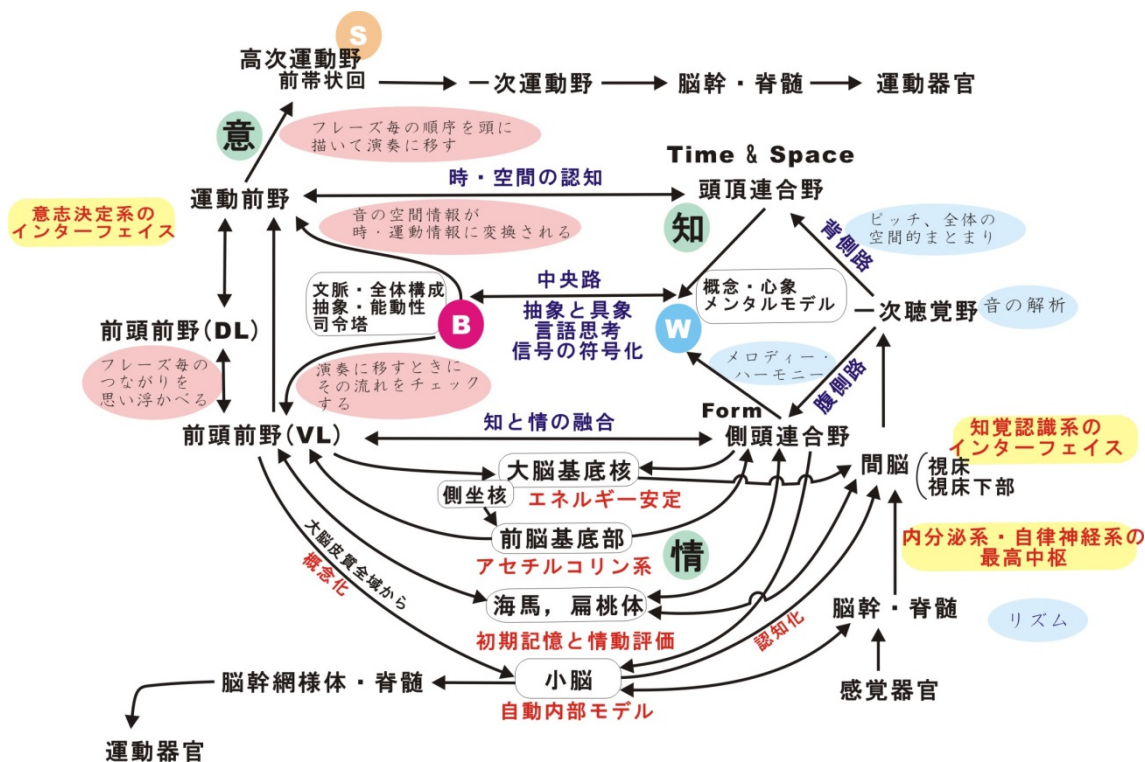 S
高次運動野
前帯状回
一次運動野
脳幹・脊髄
運動器官
意
フレーズ毎の順序を頭に
描いて演奏に移す
Time & Space
運動前野
時・空間の認知
頭頂連合野
意志決定系の
インターフェイス
音の空間情報が
時・運動情報に変換される
知
ピッチ、全体の
空間的まとまり
背側路
文脈・全体構成
抽象・能動性
司令塔
B
中央路
抽象と具象
言語思考
信号の符号化
W
概念・心象
メンタルモデル
一次聴覚野
音の解析
前頭前野(DL)
フレーズ毎の
つながりを
思い浮かべる
演奏に移すときに
その流れをチェック
する
メロディー・
ハーモニー
腹側路
Form
前頭前野(VL)
知と情の融合
側頭連合野
知覚認識系の
インターフェイス
大脳基底核
間脳
視床
視床下部
側坐核
エネルギー安定
前脳基底部
アセチルコリン系
情
内分泌系・自律神経系の
最高中枢
大脳皮質全域から
概念化
海馬,扁桃体
初期記憶と情動評価
認知化
脳幹・脊髄
リズム
小脳
自動内部モデル
脳幹網様体・脊髄
感覚器官
運動器官